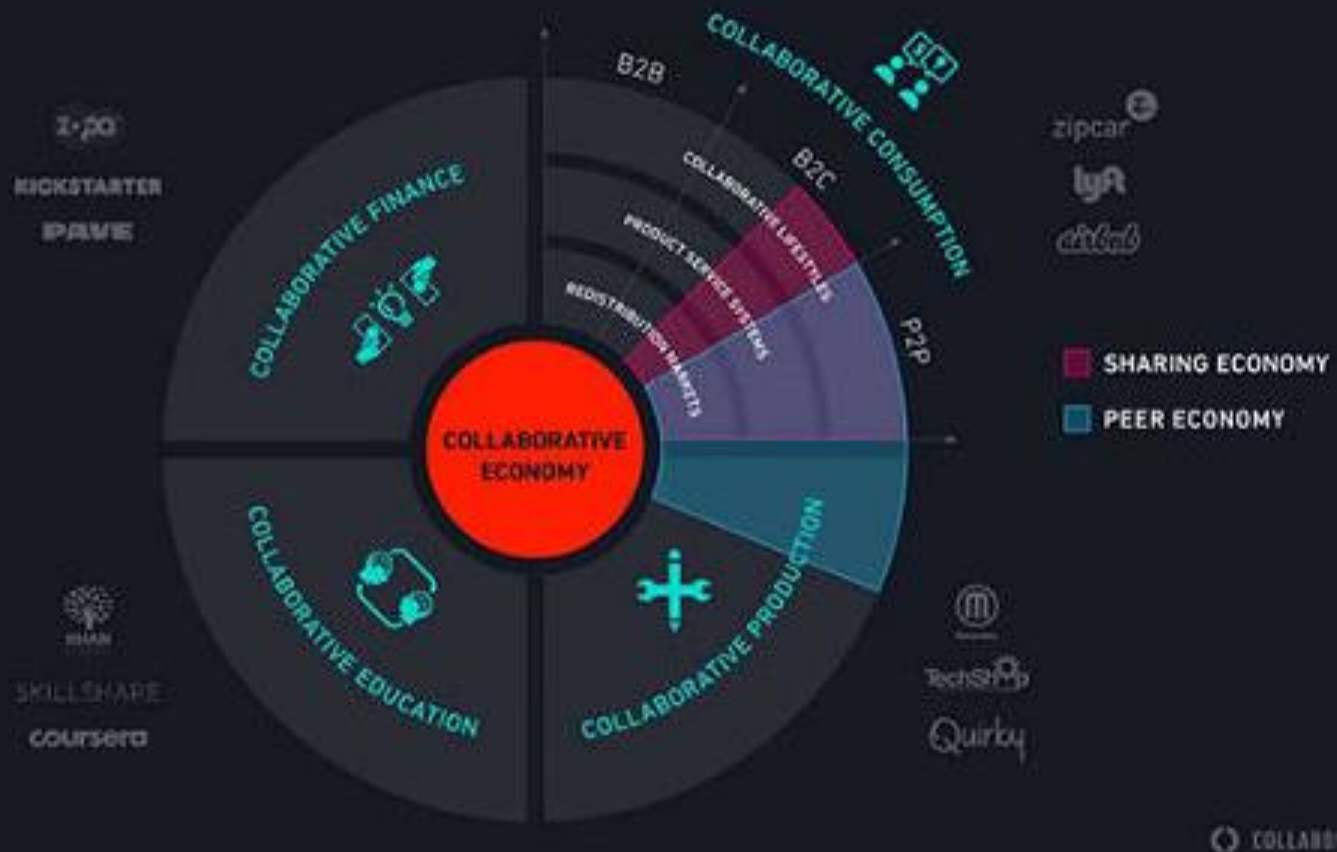 COLLABORATIVE CONSUMPTION
B2B
B2C
P2P
COLLABORATIVE LIFESTYLES
PRODUCT SERVICE SYSTEMS
REDISTRIBUTION MARKETS
zipcar
lyft
airbnb
KICKSTARTER
PAVE
COLLABORATIVE FINANCE
SHARING ECONOMY
PEER ECONOMY
COLLABORATIVE
ECONOMY
COLLABORATIVE EDUCATION
COLLABORATIVE PRODUCTION
KHAN
SKILLSHARE
coursera
TechShop
Quirky